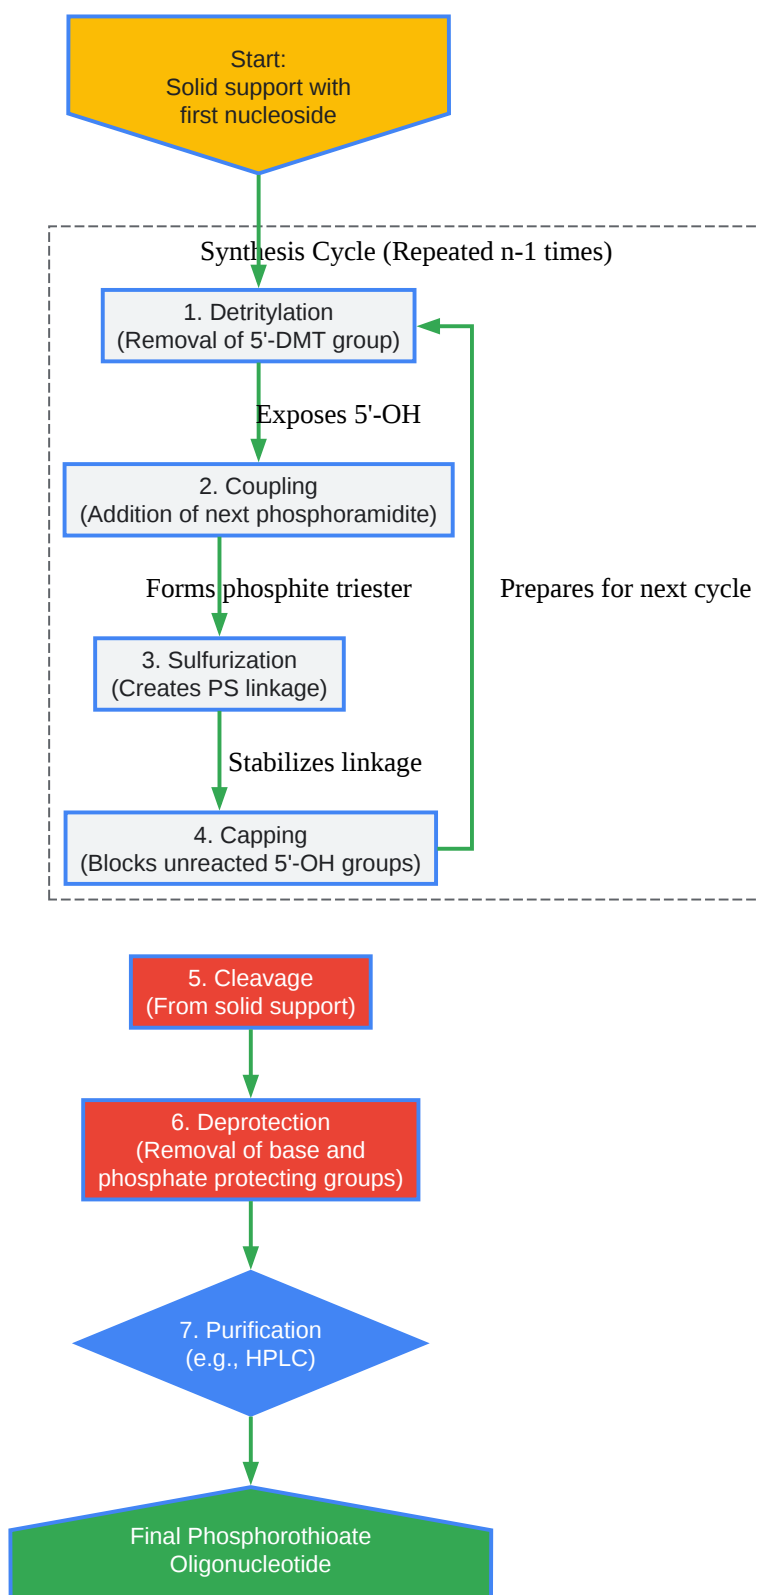 Start:
Solid support with
first nucleoside
Synthesis Cycle (Repeated n-1 times)
1. Detritylation
(Removal of 5'-DMT group)
Exposes 5'-OH
2. Coupling
(Addition of next phosphoramidite)
Forms phosphite triester
Prepares for next cycle
3. Sulfurization
(Creates PS linkage)
Stabilizes linkage
4. Capping
(Blocks unreacted 5'-OH groups)
5. Cleavage
(From solid support)
6. Deprotection
(Removal of base and
phosphate protecting groups)
7. Purification
(e.g., HPLC)
Final Phosphorothioate
Oligonucleotide